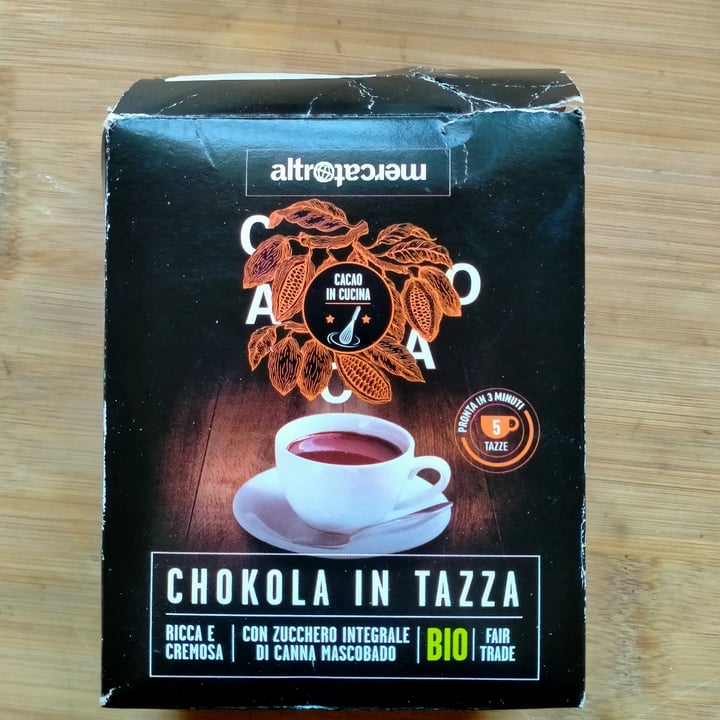 altromercato
CACAO
CACAO
IN CUCINA
PRONTA IN 3 MINUTI
5
TAZZE
CHOKOLA IN TAZZA
RICCA E
CREMOSA
CON ZUCCHERO INTEGRALE
DI CANNA MASCOBADO
BIO
FAIR
TRADE